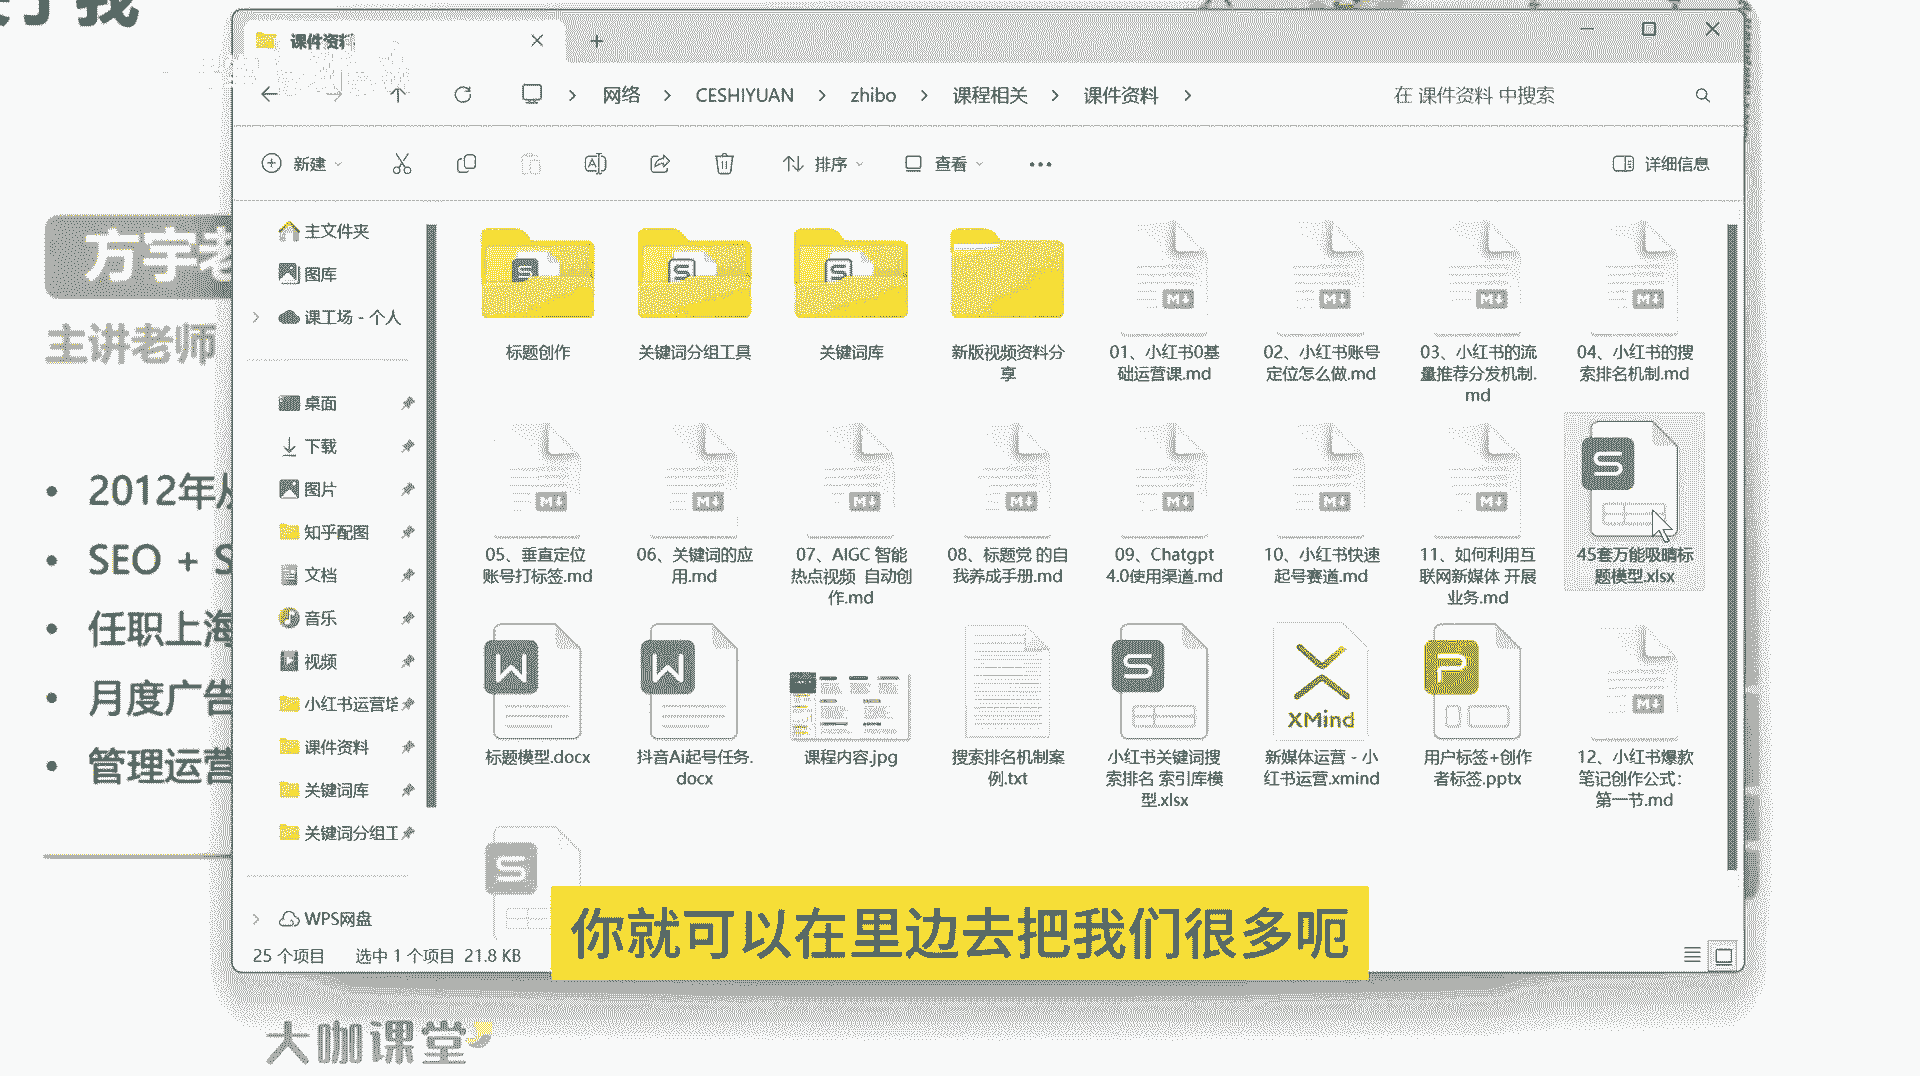 课件资料
网络 > CESHIYUAN > zhibo > 课程相关 > 课件资料 >
在 课件资料 中搜索
新建
排序
查看
详细信息
主文件夹
图库
课工场 - 个人
桌面
下载
图片
知乎配图
文档
音乐
视频
小红书运营培
课件资料
关键词库
关键词分组工
WPS网盘
标题创作
关键词分组工具
关键词库
新版视频资料分
享
01、小红书0基
础运营课.md
02、小红书账号
定位怎么做.md
03、小红书的流
量推荐分发机制.
md
04、小红书的搜
索排名机制.md
05、垂直定位
账号打标签.md
06、关键词的应
用.md
07、AIGC 智能
热点视频 自动创
作.md
08、标题党 的自
我养成手册.md
09、Chatgpt
4.0使用渠道.md
10、小红书快速
起号赛道.md
11、如何利用互
联网新媒体 开展
业务.md
45套万能吸睛标
题模型.xlsx
标题模型.docx
抖音Ai起号任务.
docx
课程内容.jpg
搜索排名机制案
例.txt
小红书关键词搜
索排名 索引库模
型.xlsx
XMind
新媒体运营 - 小
红书运营.xmind
用户标签+创作
者标签.pptx
12、小红书爆款
笔记创作公式：
第一节.md
25 个项目 选中 1 个项目 21.8 KB
方宇老
主讲老师
2012年从
SEO + S
任职上海
月度广告
管理运营
你就可以在里边去把我们很多呃
大咖课堂